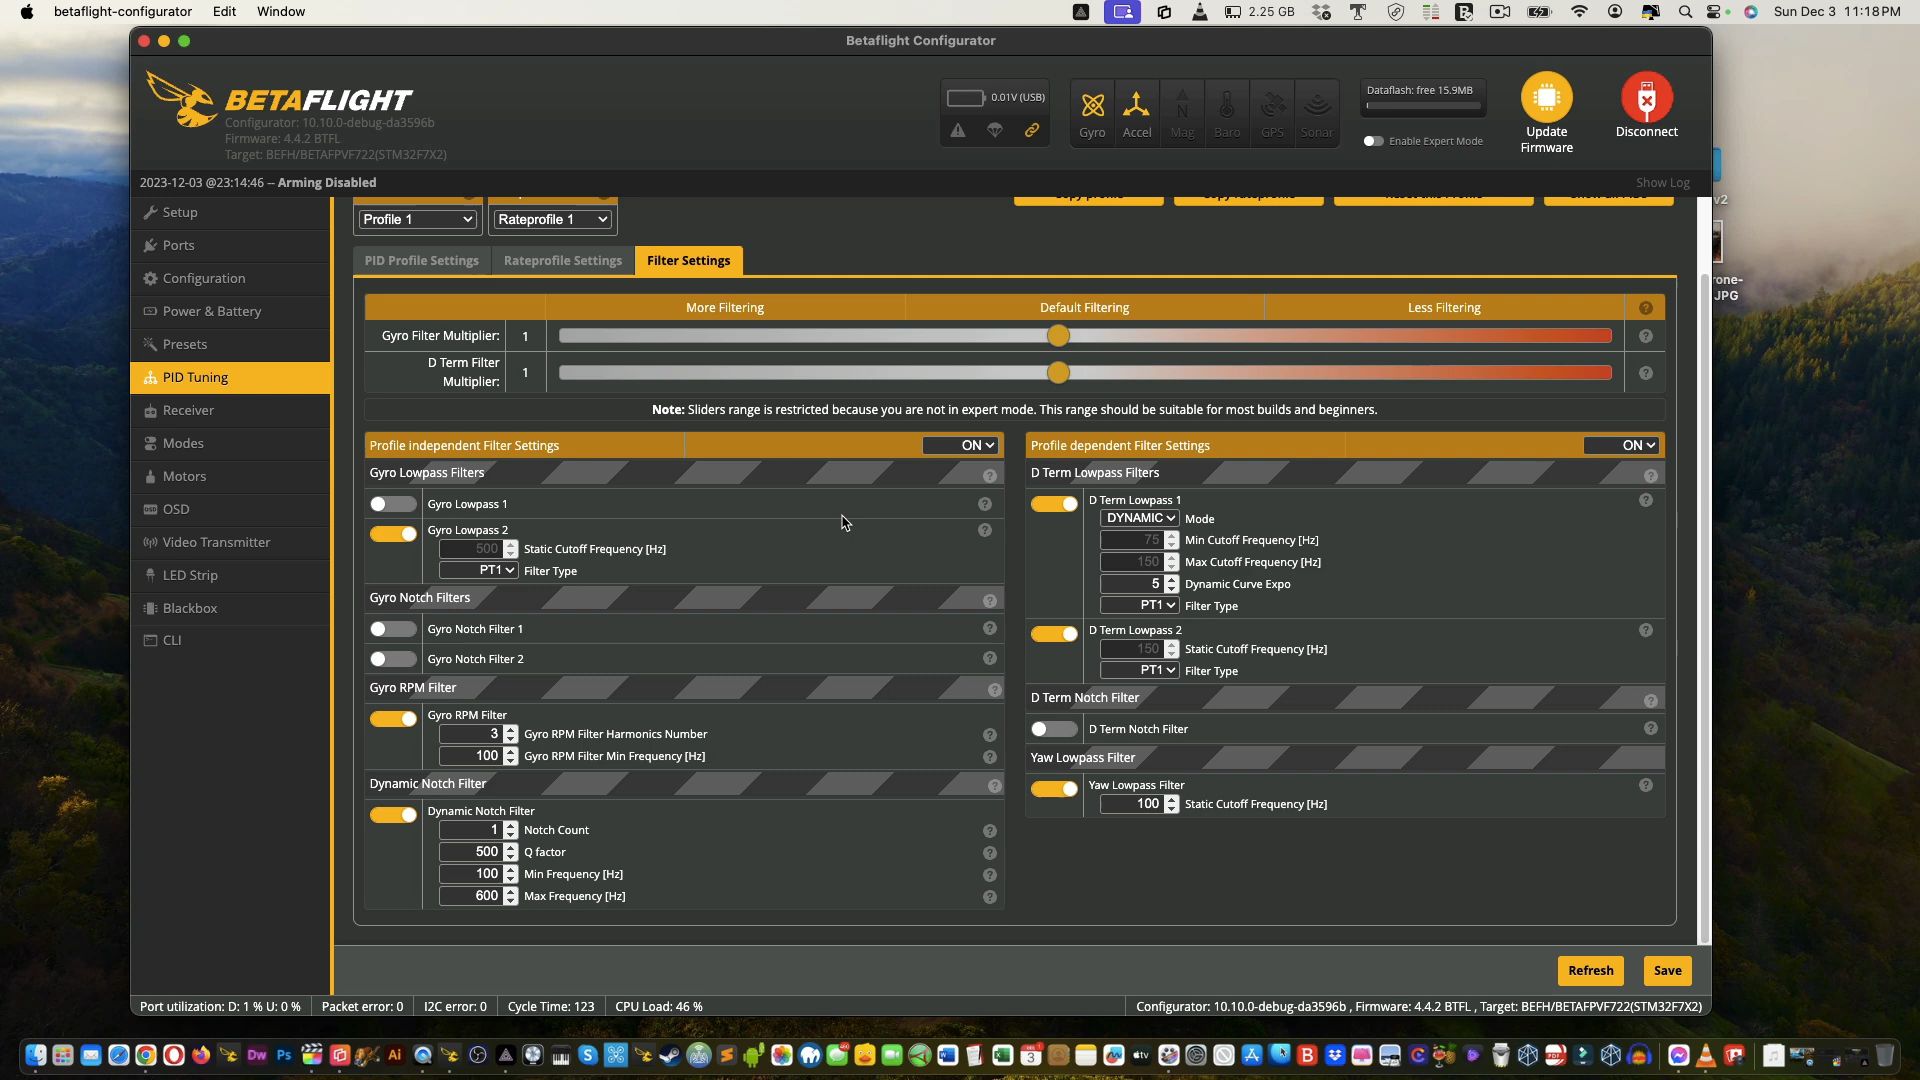 betaflight-configurator Edit Window
2.25 GB Sun Dec 3 11:18 PM
Betaflight Configurator
BETAFLIGHT
Configurator: 10.10.0-debug-da3596b
Firmware: 4.4.2 BTFL
Target: BEFH/BETAFPVF722(STM32F7X2)
0.01V (USB)
Gyro Accel Mag Baro GPS Sonar
Dataflash: free 15.9MB
Enable Expert Mode
Update Firmware
Disconnect
2023-12-03 @23:14:46 -- Arming Disabled
Show Log
Setup
Ports
Configuration
Power & Battery
Presets
PID Tuning
Receiver
Modes
Motors
OSD
Video Transmitter
LED Strip
Blackbox
CLI
Profile 1 Rateprofile 1
PID Profile Settings Rateprofile Settings Filter Settings
More Filtering Default Filtering Less Filtering
Gyro Filter Multiplier: 1
D Term Filter
Multiplier: 1
Note: Sliders range is restricted because you are not in expert mode. This range should be suitable for most builds and beginners.
Profile independent Filter Settings ON
Gyro Lowpass Filters
Gyro Lowpass 1
Gyro Lowpass 2
500 Static Cutoff Frequency [Hz]
PT1 Filter Type
Gyro Notch Filters
Gyro Notch Filter 1
Gyro Notch Filter 2
Gyro RPM Filter
Gyro RPM Filter
3 Gyro RPM Filter Harmonics Number
100 Gyro RPM Filter Min Frequency [Hz]
Dynamic Notch Filter
Dynamic Notch Filter
1 Notch Count
500 Q factor
100 Min Frequency [Hz]
600 Max Frequency [Hz]
Profile dependent Filter Settings ON
D Term Lowpass Filters
D Term Lowpass 1
DYNAMIC Mode
75 Min Cutoff Frequency [Hz]
150 Max Cutoff Frequency [Hz]
5 Dynamic Curve Expo
PT1 Filter Type
D Term Lowpass 2
150 Static Cutoff Frequency [Hz]
PT1 Filter Type
D Term Notch Filter
D Term Notch Filter
Yaw Lowpass Filter
Yaw Lowpass Filter
100 Static Cutoff Frequency [Hz]
Refresh Save
Port utilization: D: 1 % U: 0 % Packet error: 0 I2C error: 0 Cycle Time: 123 CPU Load: 46 %
Configurator: 10.10.0-debug-da3596b , Firmware: 4.4.2 BTFL , Target: BEFH/BETAFPVF722(STM32F7X2)
v2
rone-
JPG